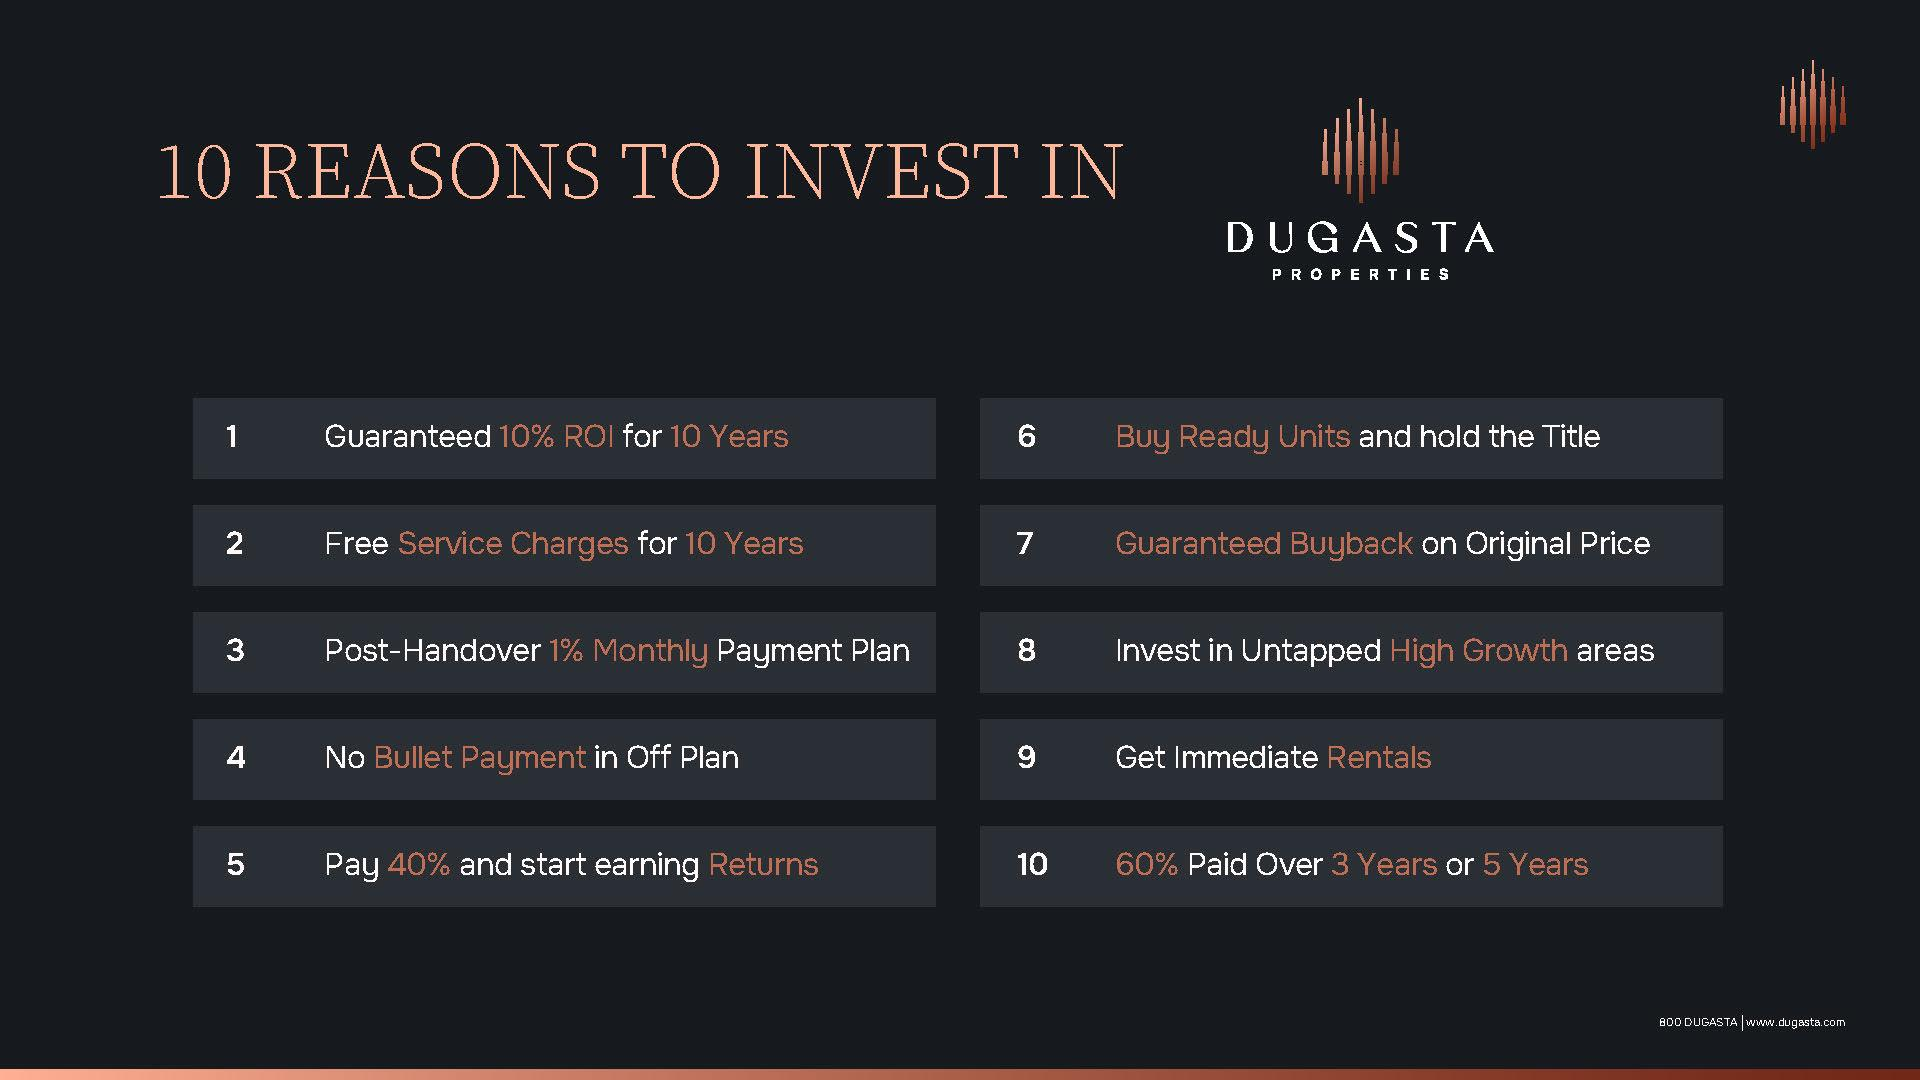 10 REASONS TO INVEST IN
DUGASTA
PROPERTIES
1 Guaranteed 10% ROI for 10 Years
2 Free Service Charges for 10 Years
3 Post-Handover 1% Monthly Payment Plan
4 No Bullet Payment in Off Plan
5 Pay 40% and start earning Returns
6 Buy Ready Units and hold the Title
7 Guaranteed Buyback on Original Price
8 Invest in Untapped High Growth areas
9 Get Immediate Rentals
10 60% Paid Over 3 Years or 5 Years
800 DUGASTA | www.dugasta.com